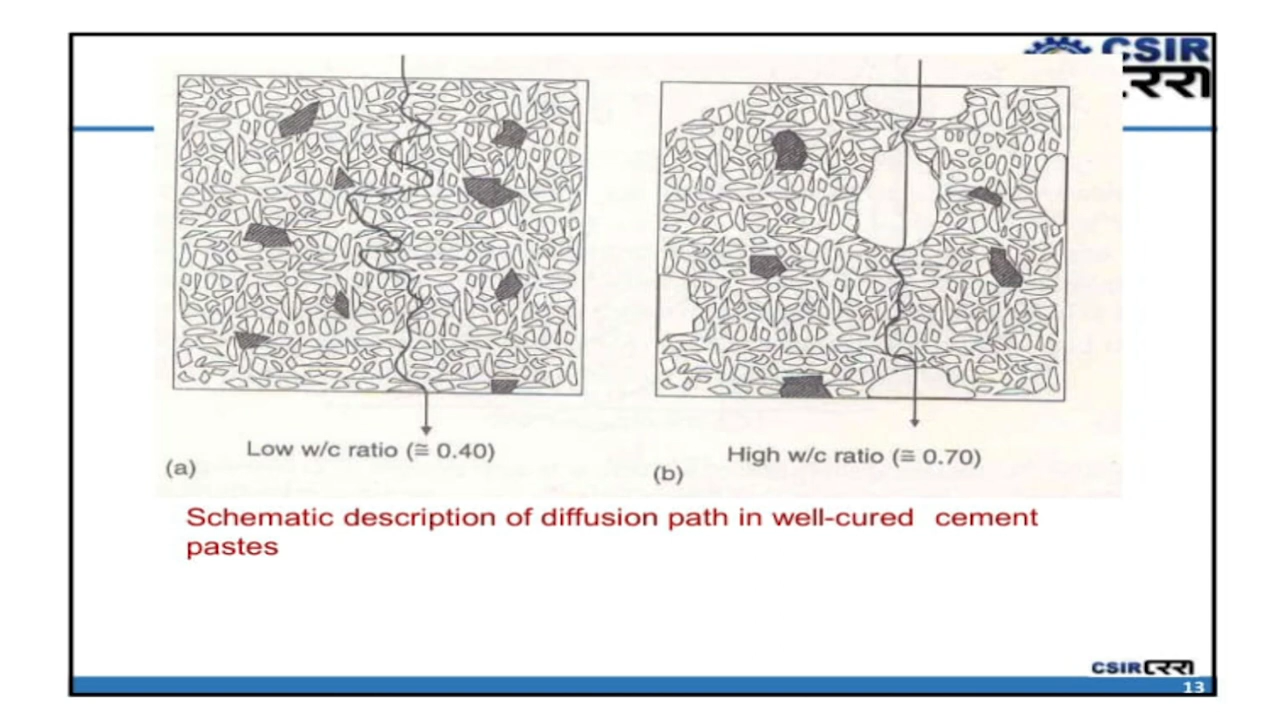 CSIR
(a)
Low w/c ratio (≅ 0.40)
(b)
High w/c ratio (≅ 0.70)
Schematic description of diffusion path in well-cured cement
pastes
CSIR
13